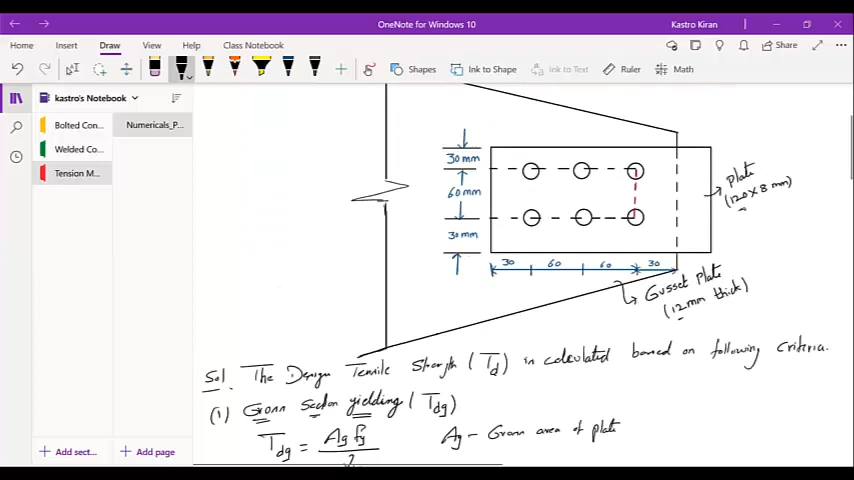 OneNote for Windows 10
Kastro Kiran
Home Insert Draw View Help Class Notebook
Share
Shapes Ink to Shape Ink to Text Ruler Math
kastro's Notebook
Bolted Con...
Welded Co...
Tension M...
Numericals_P...
30 mm
60 mm
30 mm
30 60 60 30
Plate
(120 X 8 mm)
Gusset Plate
(12mm thick)
Sol. The Design Tensile Strength (Td) is calculated based on following criteria.
(1) Gross section yielding (Tdg)
Tdg = Ag fy
Ag - Gross area of plate
Add sect...
Add page